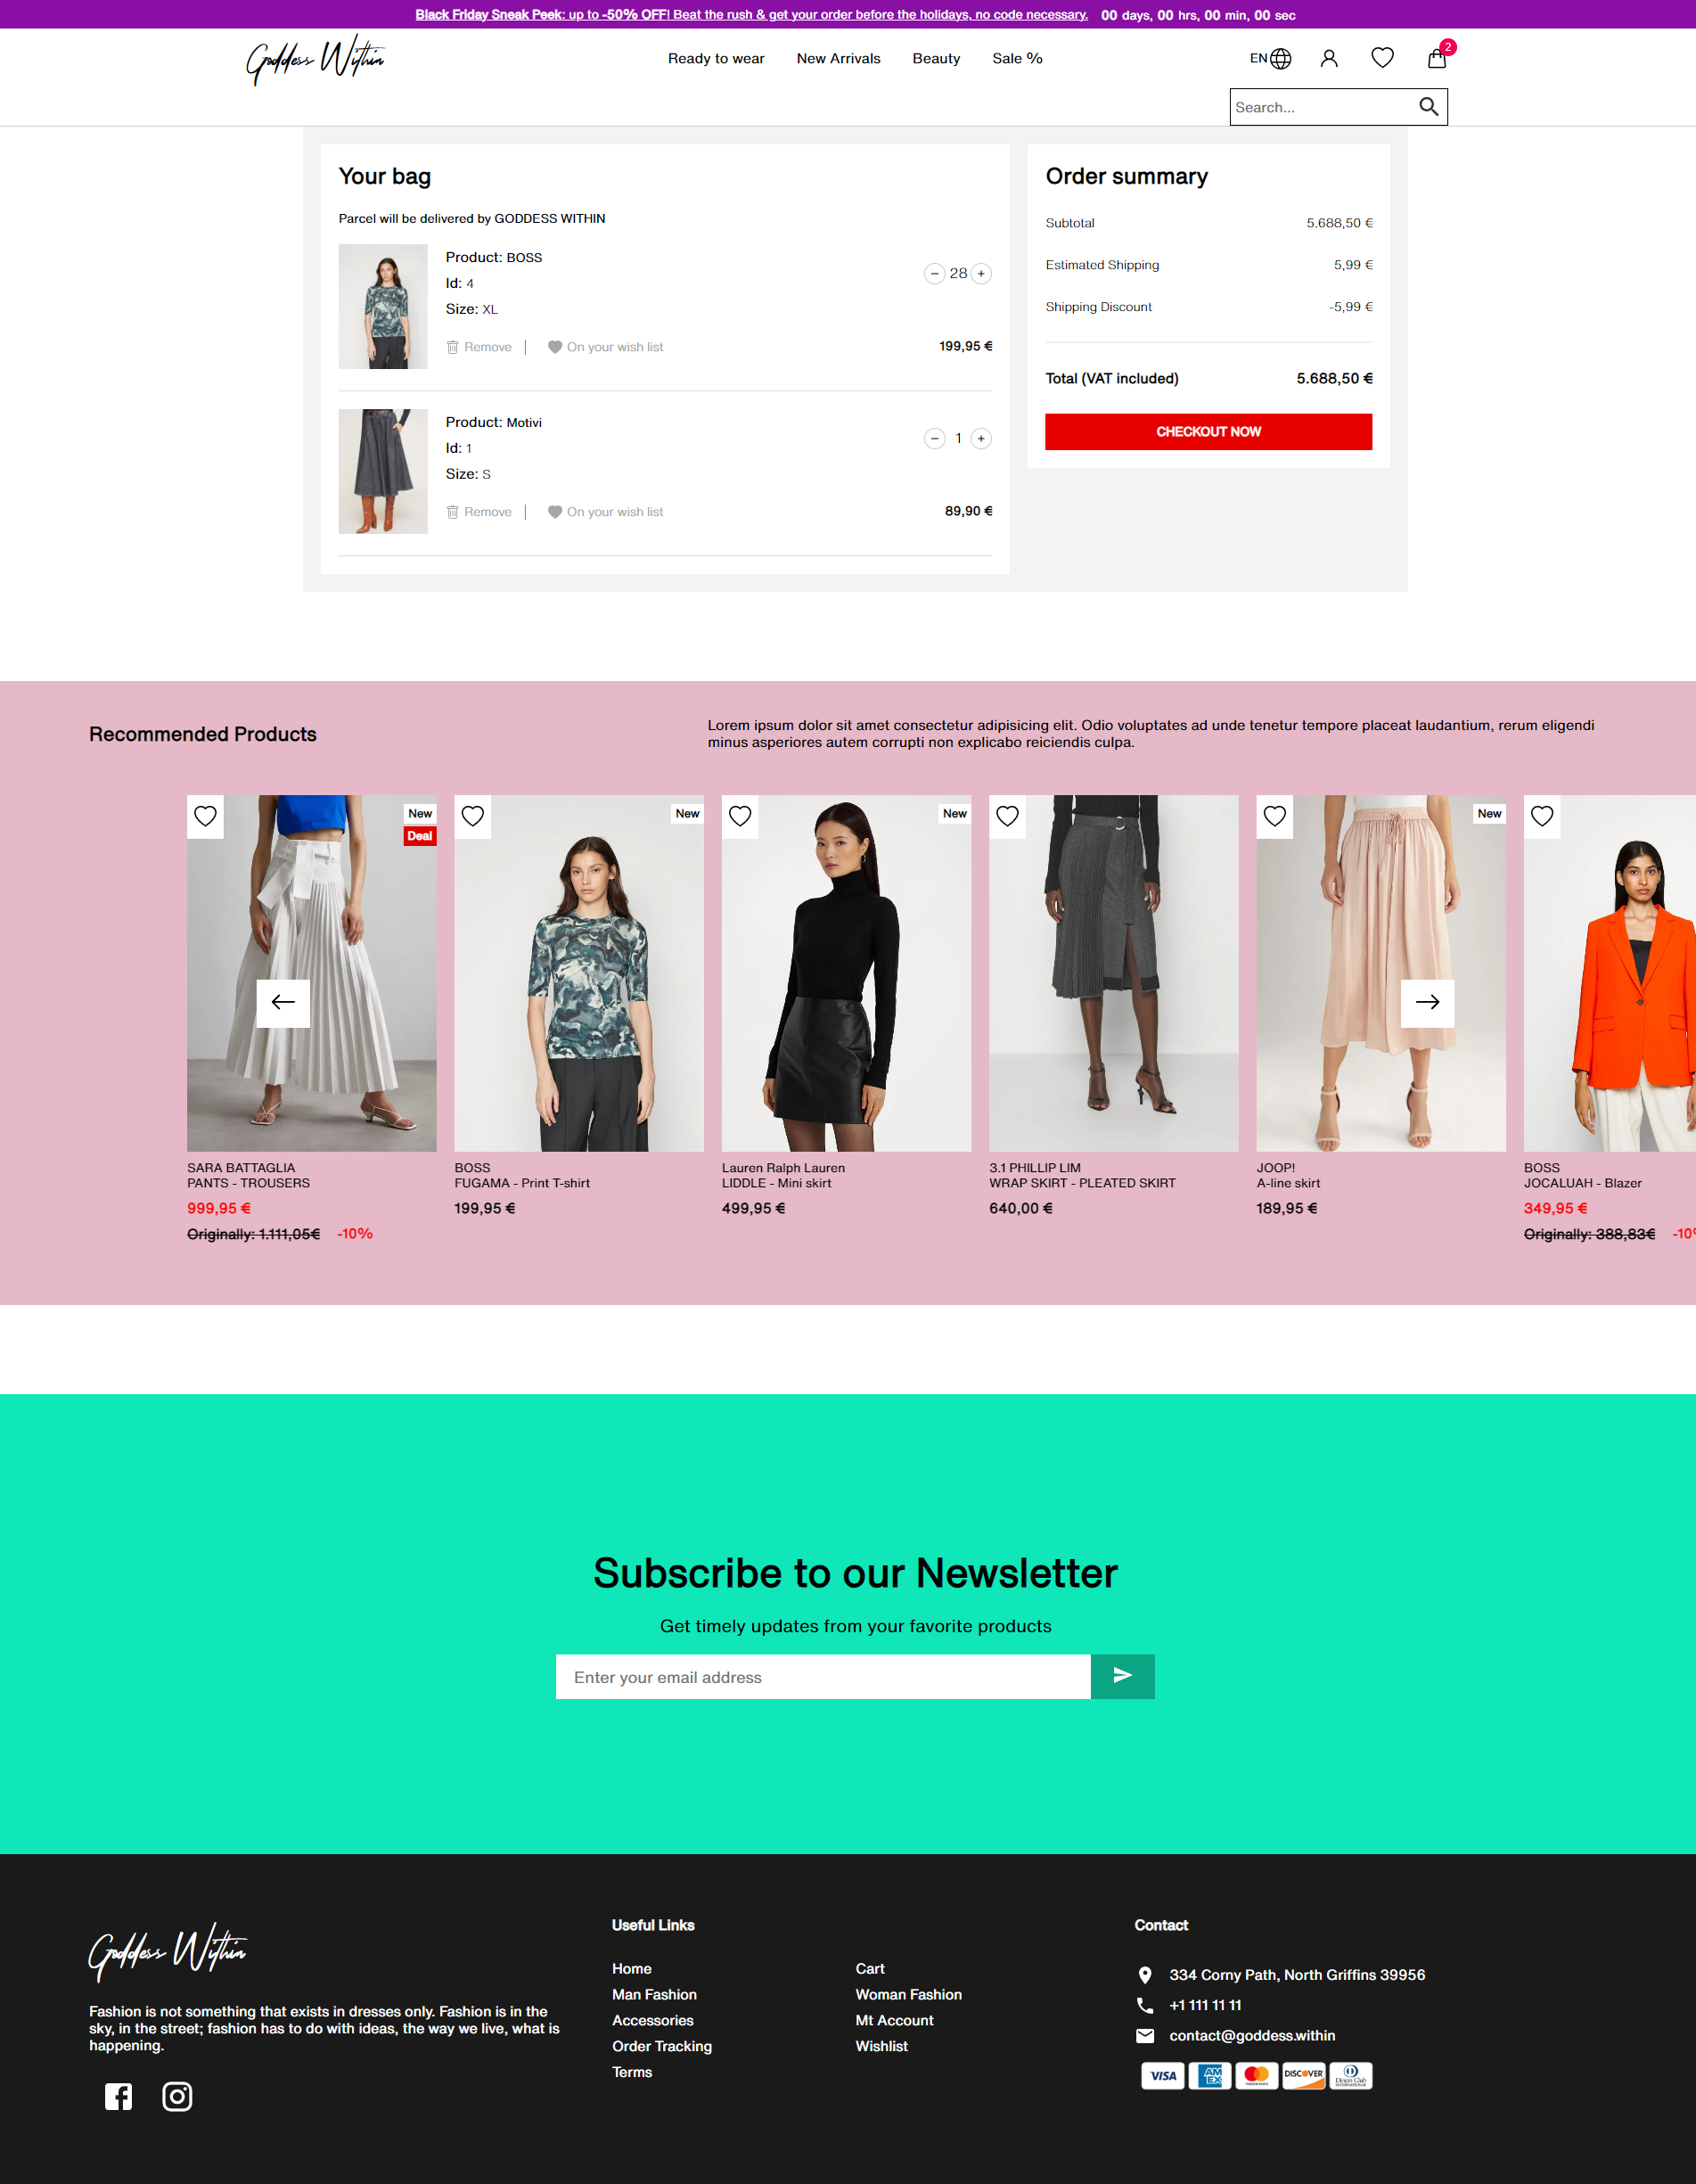 Black Friday Sneak Peek: up to -50% OFF! Beat the rush & get your order before the holidays, no code necessary. 00 days, 00 hrs, 00 min, 00 sec
Goddess Within
Ready to wear
New Arrivals
Beauty
Sale %
EN
2
Search...
Your bag
Parcel will be delivered by GODDESS WITHIN
Product: BOSS
Id: 4
Size: XL
28
Remove
On your wish list
199,95 €
Product: Motivi
Id: 1
Size: S
1
Remove
On your wish list
89,90 €
Order summary
Subtotal 5.688,50 €
Estimated Shipping 5,99 €
Shipping Discount -5,99 €
Total (VAT included) 5.688,50 €
CHECKOUT NOW
Recommended Products
Lorem ipsum dolor sit amet consectetur adipisicing elit. Odio voluptates ad unde tenetur tempore placeat laudantium, rerum eligendi
minus asperiores autem corrupti non explicabo reiciendis culpa.
New
Deal
SARA BATTAGLIA
PANTS - TROUSERS
999,95 €
Originally: 1.111,05€ -10%
New
BOSS
FUGAMA - Print T-shirt
199,95 €
New
Lauren Ralph Lauren
LIDDLE - Mini skirt
499,95 €
3.1 PHILLIP LIM
WRAP SKIRT - PLEATED SKIRT
640,00 €
New
JOOP!
A-line skirt
189,95 €
BOSS
JOCALUAH - Blazer
349,95 €
Originally: 388,83€ -10
Subscribe to our Newsletter
Get timely updates from your favorite products
Enter your email address
Goddess Within
Fashion is not something that exists in dresses only. Fashion is in the
sky, in the street; fashion has to do with ideas, the way we live, what is
happening.
Useful Links
Home
Cart
Man Fashion
Woman Fashion
Accessories
Mt Account
Order Tracking
Wishlist
Terms
Contact
334 Corny Path, North Griffins 39956
+1 111 11 11
contact@goddess.within
VISA
AMEX
DISCOVER
Diners Club